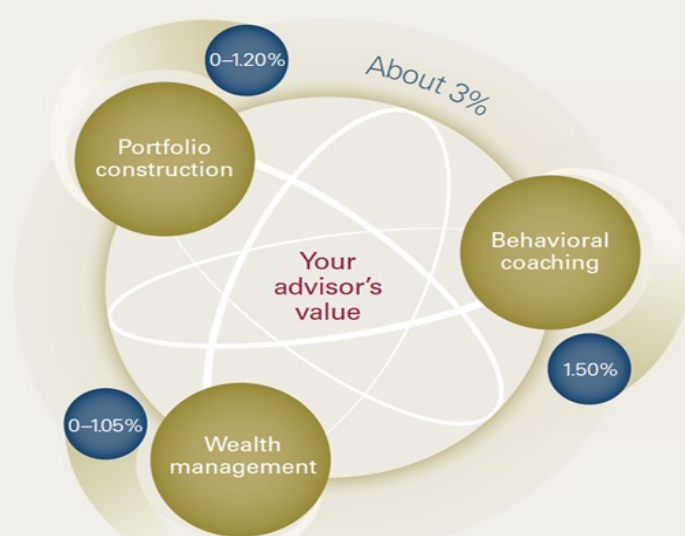 0–1.20%
About 3%
Portfolio
construction
Behavioral
coaching
Your
advisor's
value
1.50%
0–1.05%
Wealth
management